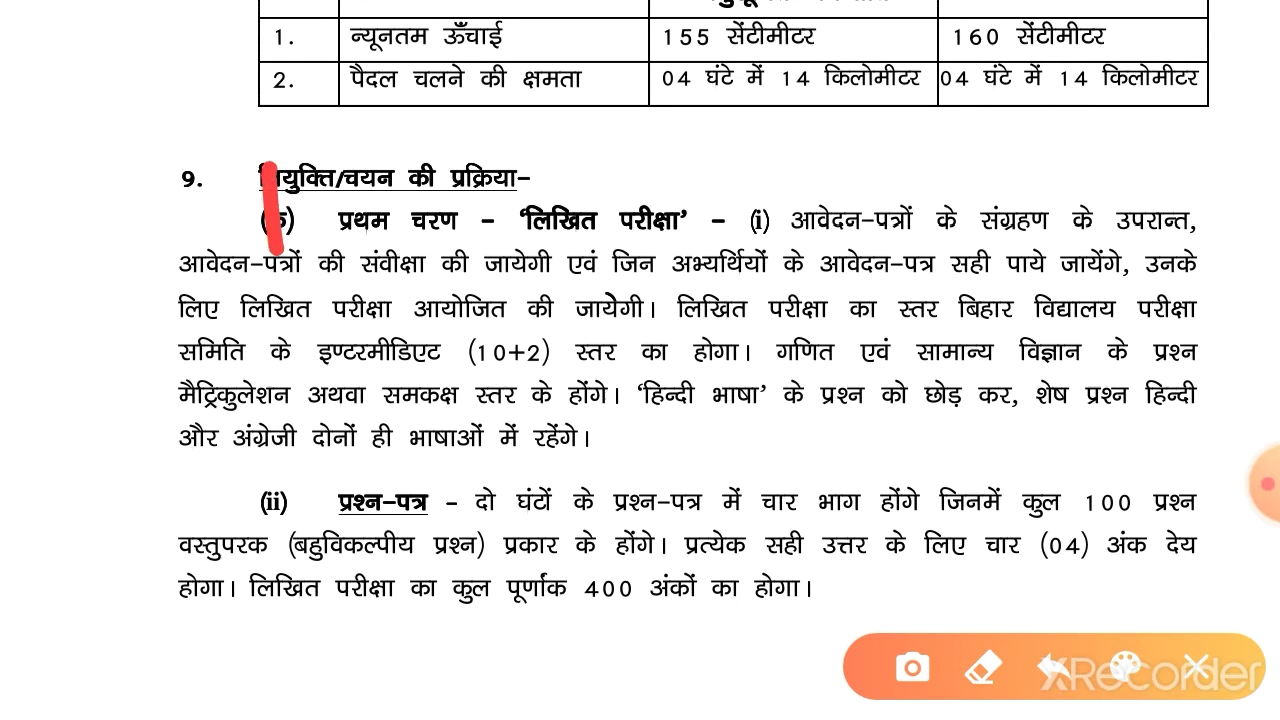 1. न्यूनतम ऊँचाई 155 सेंटीमीटर 160 सेंटीमीटर
2. पैदल चलने की क्षमता 04 घंटे में 14 किलोमीटर 04 घंटे में 14 किलोमीटर
9. नियुक्ति/चयन की प्रक्रिया–
(क) प्रथम चरण – ‘लिखित परीक्षा’ – (i) आवेदन–पत्रों के संग्रहण के उपरान्त,
आवेदन–पत्रों की संवीक्षा की जायेगी एवं जिन अभ्यर्थियों के आवेदन–पत्र सही पाये जायेंगे, उनके
लिए लिखित परीक्षा आयोजित की जायेगी। लिखित परीक्षा का स्तर बिहार विद्यालय परीक्षा
समिति के इण्टरमीडिएट (10+2) स्तर का होगा। गणित एवं सामान्य विज्ञान के प्रश्न
मैट्रिकुलेशन अथवा समकक्ष स्तर के होंगे। ‘हिन्दी भाषा’ के प्रश्न को छोड़ कर, शेष प्रश्न हिन्दी
और अंग्रेजी दोनों ही भाषाओं में रहेंगे।
(ii) प्रश्न–पत्र – दो घंटों के प्रश्न–पत्र में चार भाग होंगे जिनमें कुल 100 प्रश्न
वस्तुपरक (बहुविकल्पीय प्रश्न) प्रकार के होंगे। प्रत्येक सही उत्तर के लिए चार (04) अंक देय
होगा। लिखित परीक्षा का कुल पूर्णांक 400 अंकों का होगा।
XRecorder